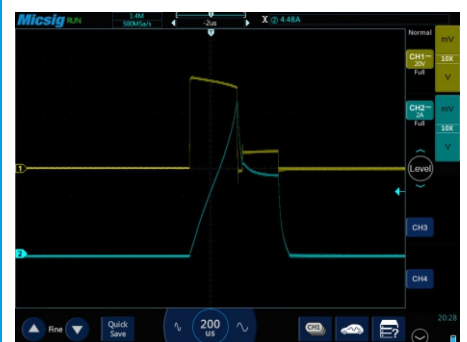 Micsig RUN
1.4M
500MSa/s
-2us
X ② 4.48A
Normal
mV
CH1
20V
Full
10X
V
CH2
2A
Full
mV
10X
V
1
Level
2
CH3
CH4
20:28
Fine
Quick
Save
200
us
CH1